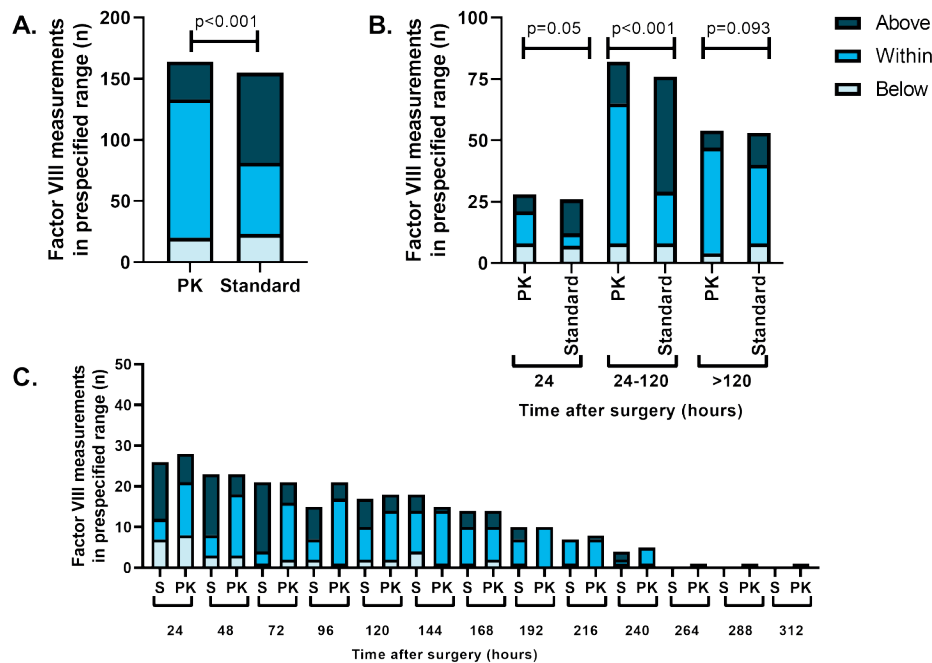 A.
p<0.001
Factor VIII measurements
in prespecified range (n)
200
150
100
50
0
PK Standard
B.
p=0.05 p<0.001 p=0.093
Factor VIII measurements
in prespecified range (n)
100
75
50
25
0
PK Standard PK Standard PK Standard
24 24-120 >120
Time after surgery (hours)
Above
Within
Below
C.
Factor VIII measurements
in prespecified range (n)
50
40
30
20
10
0
S PK S PK S PK S PK S PK S PK S PK S PK S PK S PK S PK S PK S PK
24 48 72 96 120 144 168 192 216 240 264 288 312
Time after surgery (hours)